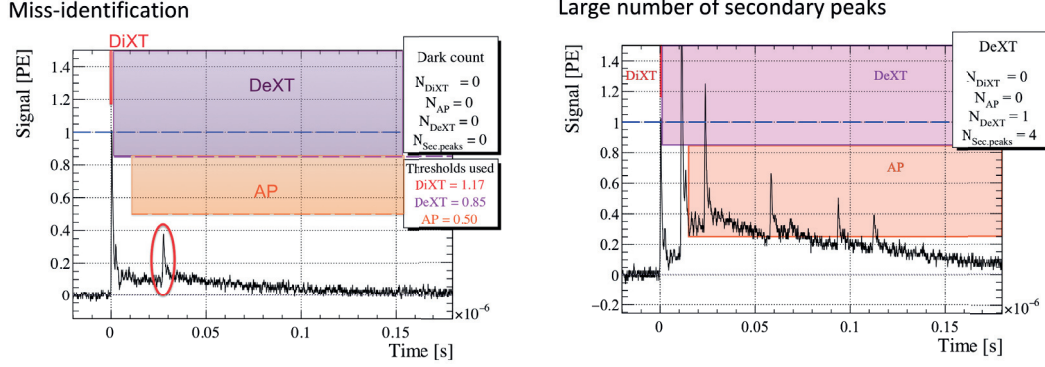 Miss-identification
Large number of secondary peaks
DiXT
Signal [PE]
1.4
1.2
1
0.8
0.6
0.4
0.2
0
DeXT
AP
Dark count
N_DiXT = 0
N_AP = 0
N_DeXT = 0
N_Sec.peaks = 0
Thresholds used
DiXT = 1.17
DeXT = 0.85
AP = 0.50
0
0.05
0.1
0.15
×10⁻⁶
Time [s]
Signal [PE]
1.4
1.2
1
0.8
0.6
0.4
0.2
0
−0.2
DiXT
DeXT
AP
DeXT
N_DiXT = 0
N_AP = 0
N_DeXT = 1
N_Sec.peaks = 4
0
0.05
0.1
0.15
×10⁻⁶
Time [s]